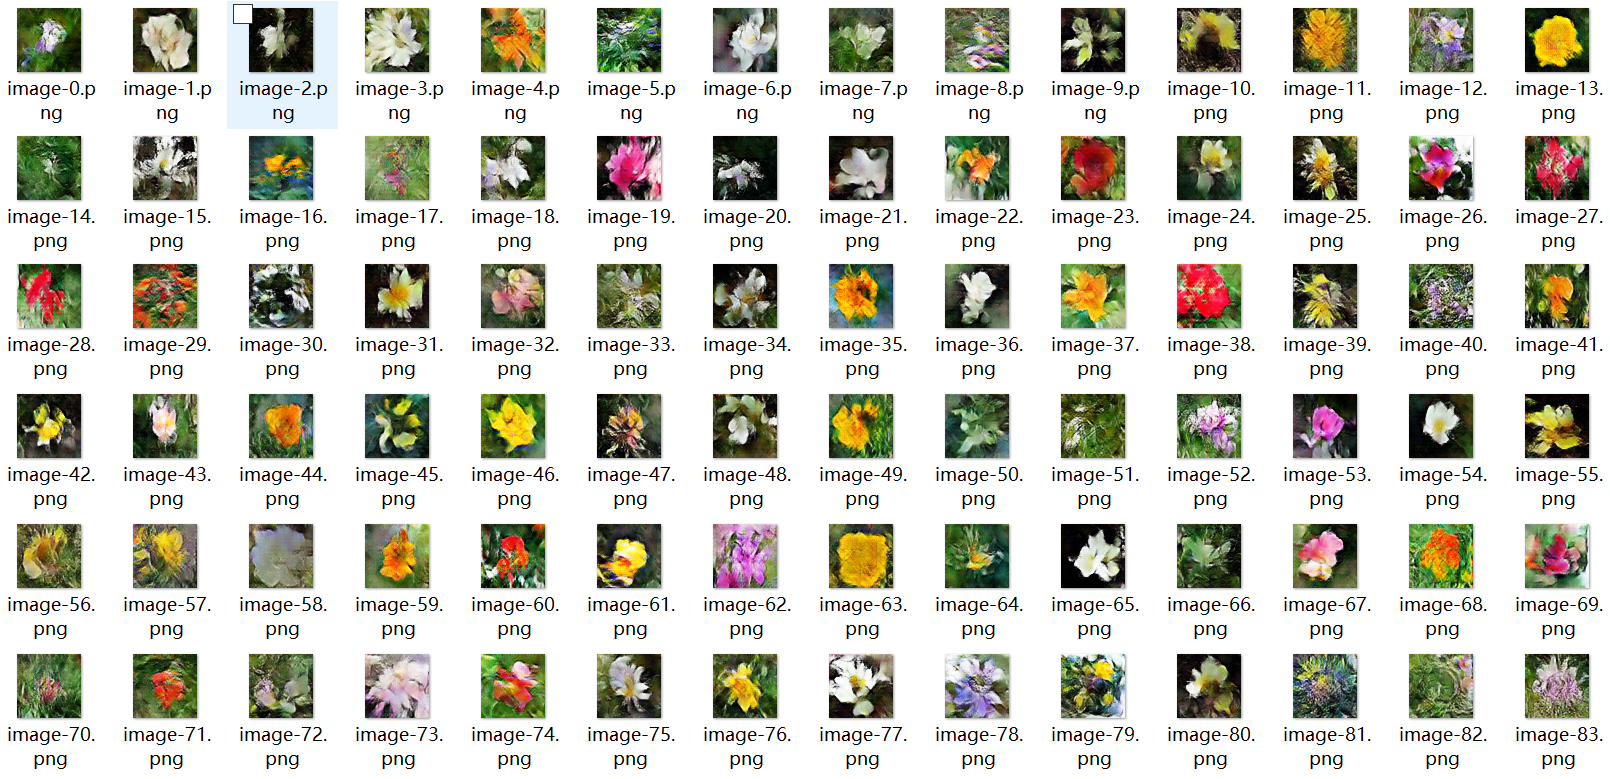 image-0.p image-1.p image-2.p image-3.p image-4.p image-5.p image-6.p image-7.p image-8.p image-9.p image-10. image-11. image-12. image-13.
ng ng ng ng ng ng ng ng ng ng png png png png
image-14. image-15. image-16. image-17. image-18. image-19. image-20. image-21. image-22. image-23. image-24. image-25. image-26. image-27.
png png png png png png png png png png png png png png
image-28. image-29. image-30. image-31. image-32. image-33. image-34. image-35. image-36. image-37. image-38. image-39. image-40. image-41.
png png png png png png png png png png png png png png
image-42. image-43. image-44. image-45. image-46. image-47. image-48. image-49. image-50. image-51. image-52. image-53. image-54. image-55.
png png png png png png png png png png png png png png
image-56. image-57. image-58. image-59. image-60. image-61. image-62. image-63. image-64. image-65. image-66. image-67. image-68. image-69.
png png png png png png png png png png png png png png
image-70. image-71. image-72. image-73. image-74. image-75. image-76. image-77. image-78. image-79. image-80. image-81. image-82. image-83.
png png png png png png png png png png png png png png